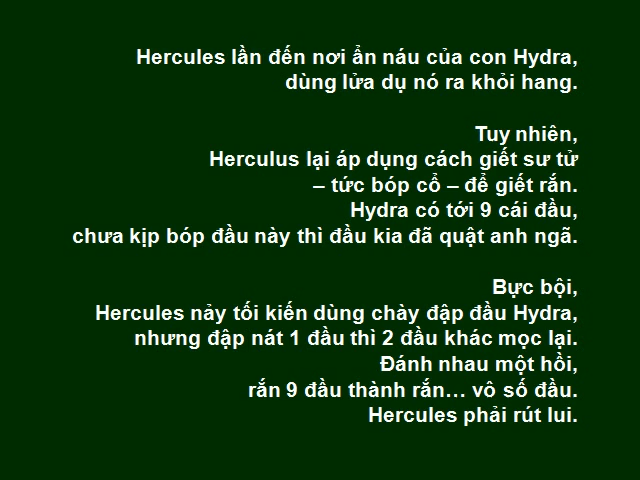 Hercules lần đến nơi ẩn náu của con Hydra,
dùng lửa dụ nó ra khỏi hang.
Tuy nhiên,
Herculus lại áp dụng cách giết sư tử
– tức bóp cổ – để giết rắn.
Hydra có tới 9 cái đầu,
chưa kịp bóp đầu này thì đầu kia đã quật anh ngã.
Bực bội,
Hercules nảy tối kiến dùng chày đập đầu Hydra,
nhưng đập nát 1 đầu thì 2 đầu khác mọc lại.
Đánh nhau một hồi,
rắn 9 đầu thành rắn… vô số đầu.
Hercules phải rút lui.